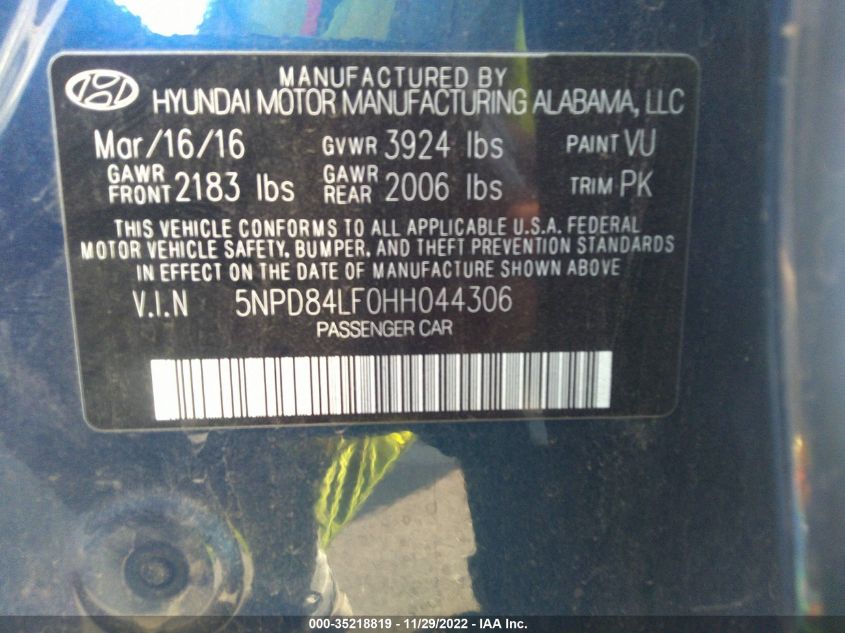 MANUFACTURED BY
HYUNDAI MOTOR MANUFACTURING ALABAMA, LLC
Mar/16/16 GVWR 3924 lbs PAINT VU
GAWR FRONT 2183 lbs GAWR REAR 2006 lbs TRIM PK
THIS VEHICLE CONFORMS TO ALL APPLICABLE U.S.A. FEDERAL
MOTOR VEHICLE SAFETY, BUMPER, AND THEFT PREVENTION STANDARDS
IN EFFECT ON THE DATE OF MANUFACTURE SHOWN ABOVE
V.I.N 5NPD84LF0HH044306
PASSENGER CAR
000-35218819 - 11/29/2022 - IAA Inc.